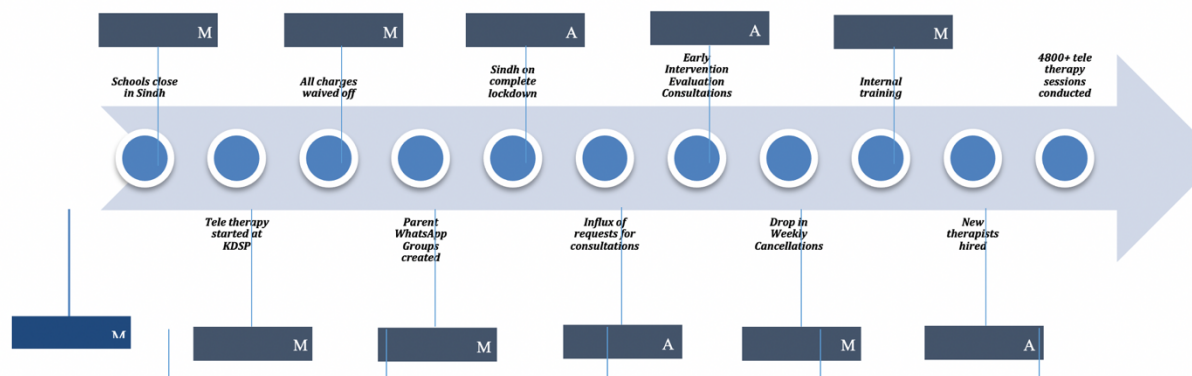 M
M
A
A
M
Schools close
in Sindh
All charges
waived off
Sindh on
complete
lockdown
Early
Intervention
Evaluation
Consultations
Internal
training
4800+ tele
therapy
sessions
conducted
Tele therapy
started at
KDSP
Parent
WhatsApp
Groups
created
Influx of
requests for
consultations
Drop in
Weekly
Cancellations
New
therapists
hired
M
M
M
A
M
A